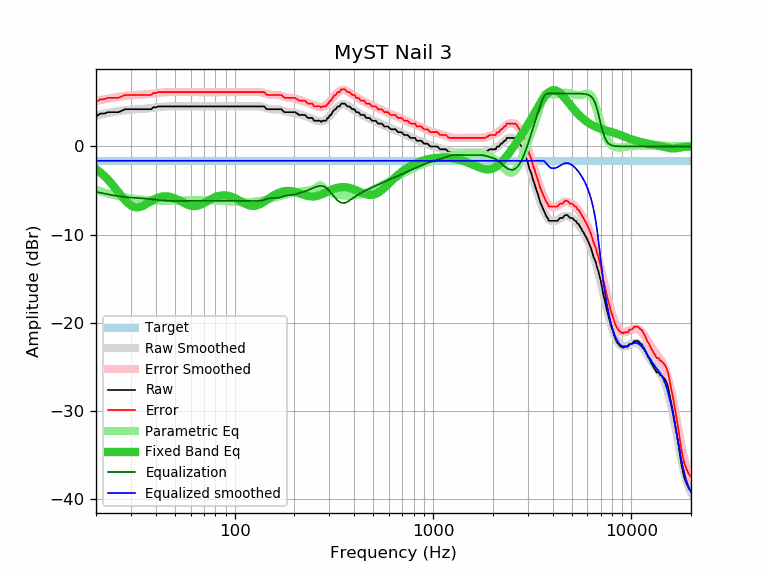 MyST Nail 3
Amplitude (dBr)
0
−10
−20
−30
−40
Target
Raw Smoothed
Error Smoothed
Raw
Error
Parametric Eq
Fixed Band Eq
Equalization
Equalized smoothed
100
1000
10000
Frequency (Hz)